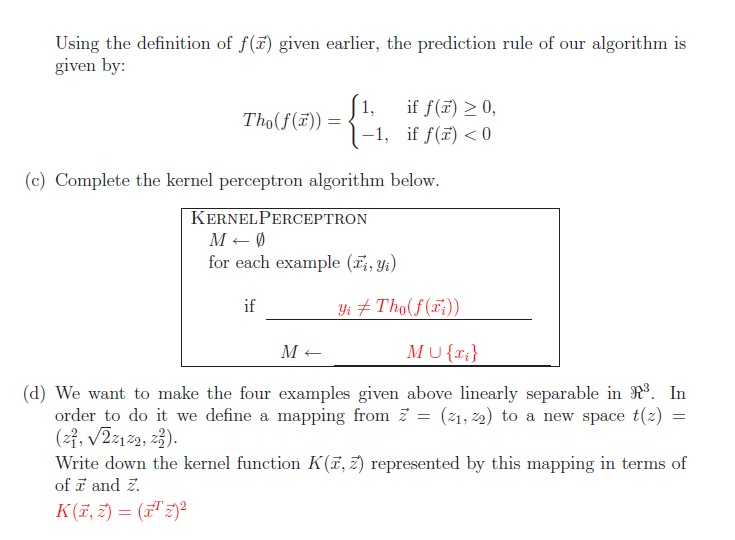 Using the definition of f(x⃗) given earlier, the prediction rule of our algorithm is
given by:
Th₀(f(x⃗)) = { 1, if f(x⃗) ≥ 0,
−1, if f(x⃗) < 0
(c) Complete the kernel perceptron algorithm below.
KERNELPERCEPTRON
M ← ∅
for each example (x⃗ᵢ, yᵢ)
if yᵢ ≠ Th₀(f(x⃗ᵢ))
M ← M ∪ {xᵢ}
(d) We want to make the four examples given above linearly separable in ℜ³. In
order to do it we define a mapping from z⃗ = (z₁, z₂) to a new space t(z) =
(z₁², √2z₁z₂, z₂²).
Write down the kernel function K(x⃗, z⃗) represented by this mapping in terms of
of x⃗ and z⃗.
K(x⃗, z⃗) = (x⃗ᵀz⃗)²